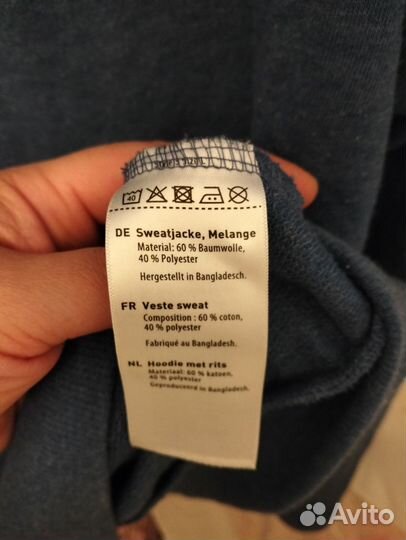 40
DE Sweatjacke, Melange
Material: 60 % Baumwolle,
40 % Polyester
Hergestellt in Bangladesch.
FR Veste sweat
Composition : 60 % coton,
40 % polyester
Fabriqué au Bangladesh.
NL Hoodie met rits
Materiaal: 60 % katoen,
40 % polyester
Geproduceerd in Bangladesh.
Avito